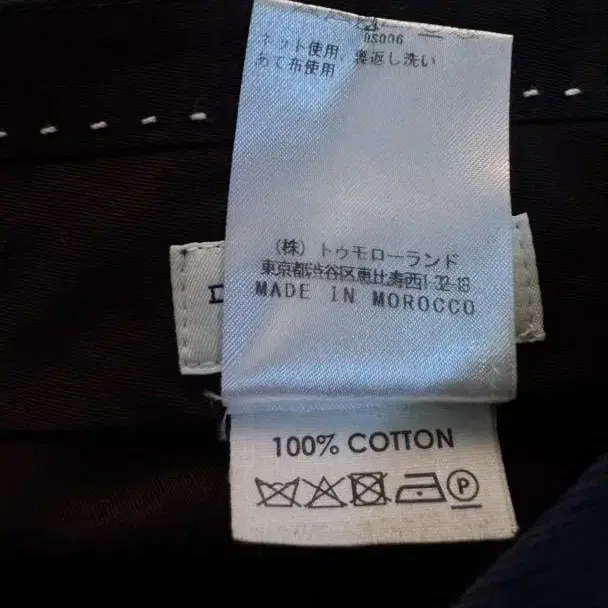 DS006
ネット使用、裏返し洗い
あて布使用
(株)トゥモローランド
東京都渋谷区恵比寿西1-32-18
MADE IN MOROCCO
100% COTTON
P